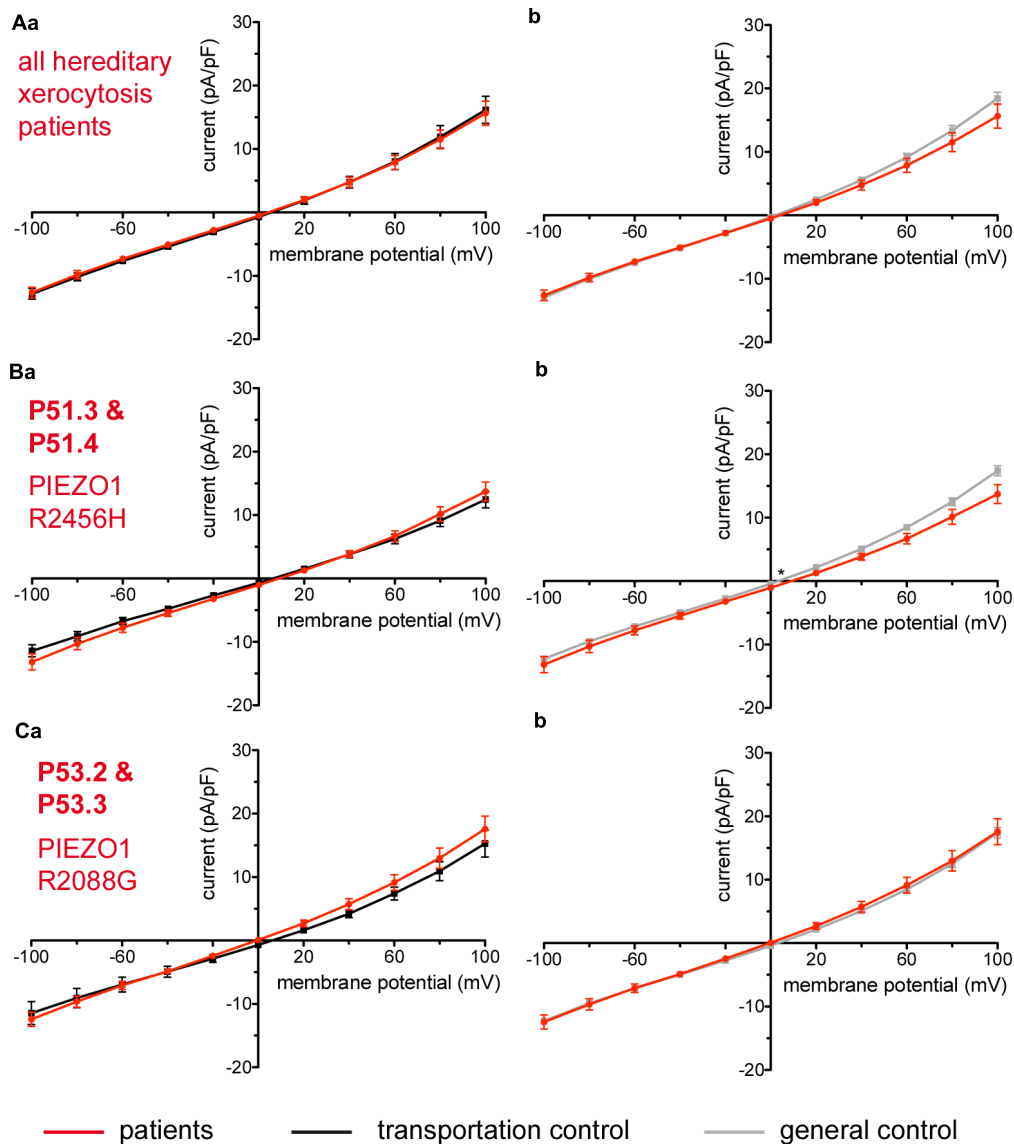 Aa
all hereditary
xerocytosis
patients
current (pA/pF)
30
20
10
-10
-20
-100
-60
20
60
100
membrane potential (mV)
b
current (pA/pF)
30
20
10
-10
-20
-100
-60
20
60
100
membrane potential (mV)
Ba
P51.3 &
P51.4
PIEZO1
R2456H
current (pA/pF)
30
20
10
-10
-20
-100
-60
20
60
100
membrane potential (mV)
b
current (pA/pF)
30
20
10
-10
-20
-100
-60
*
20
60
100
membrane potential (mV)
Ca
P53.2 &
P53.3
PIEZO1
R2088G
current (pA/pF)
30
20
10
-10
-20
-100
-60
20
60
100
membrane potential (mV)
b
current (pA/pF)
30
20
10
-10
-20
-100
-60
20
60
100
membrane potential (mV)
patients transportation control general control